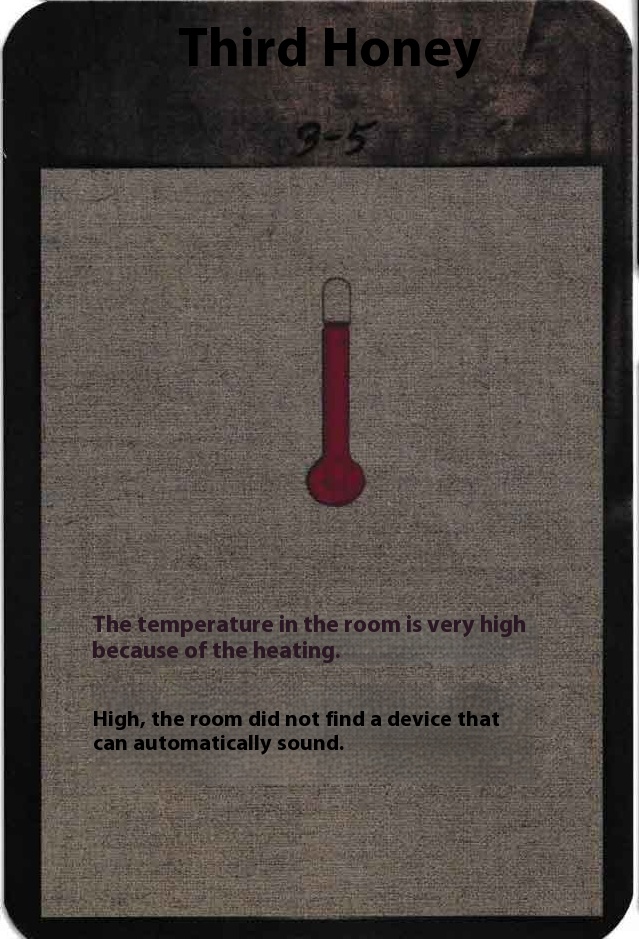 Third Honey
3-5
The temperature in the room is very high
because of the heating.
High, the room did not find a device that
can automatically sound.